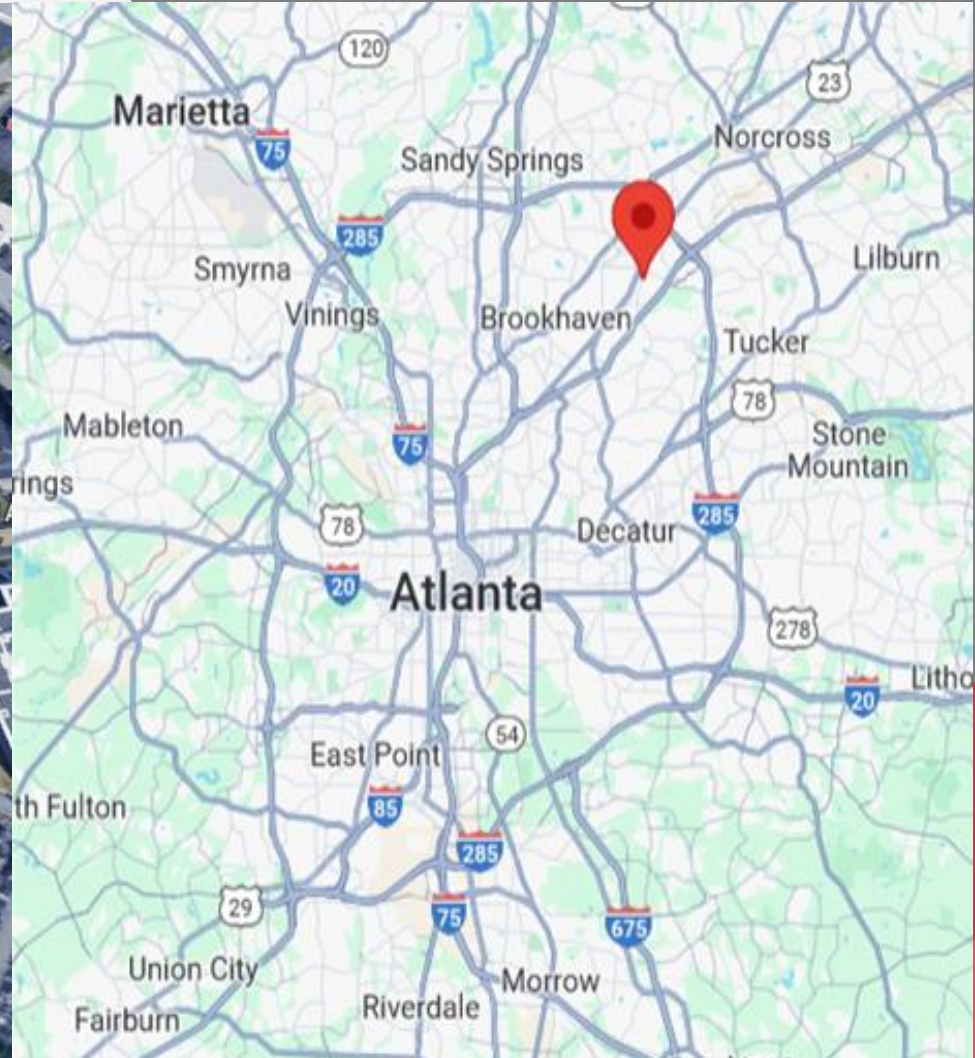 120
23
Marietta
Norcross
75
Sandy Springs
285
Lilburn
Smyrna
Vinings
Brookhaven
Tucker
78
Mableton
75
Stone
Mountain
rings
285
78
Decatur
20
Atlanta
278
Litho
20
54
East Point
85
th Fulton
285
29
75
675
Union City
Morrow
Riverdale
Fairburn